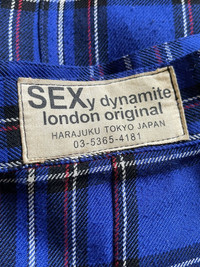 SEXy dynamite
london original
HARAJUKU TOKYO JAPAN
03-5365-4181